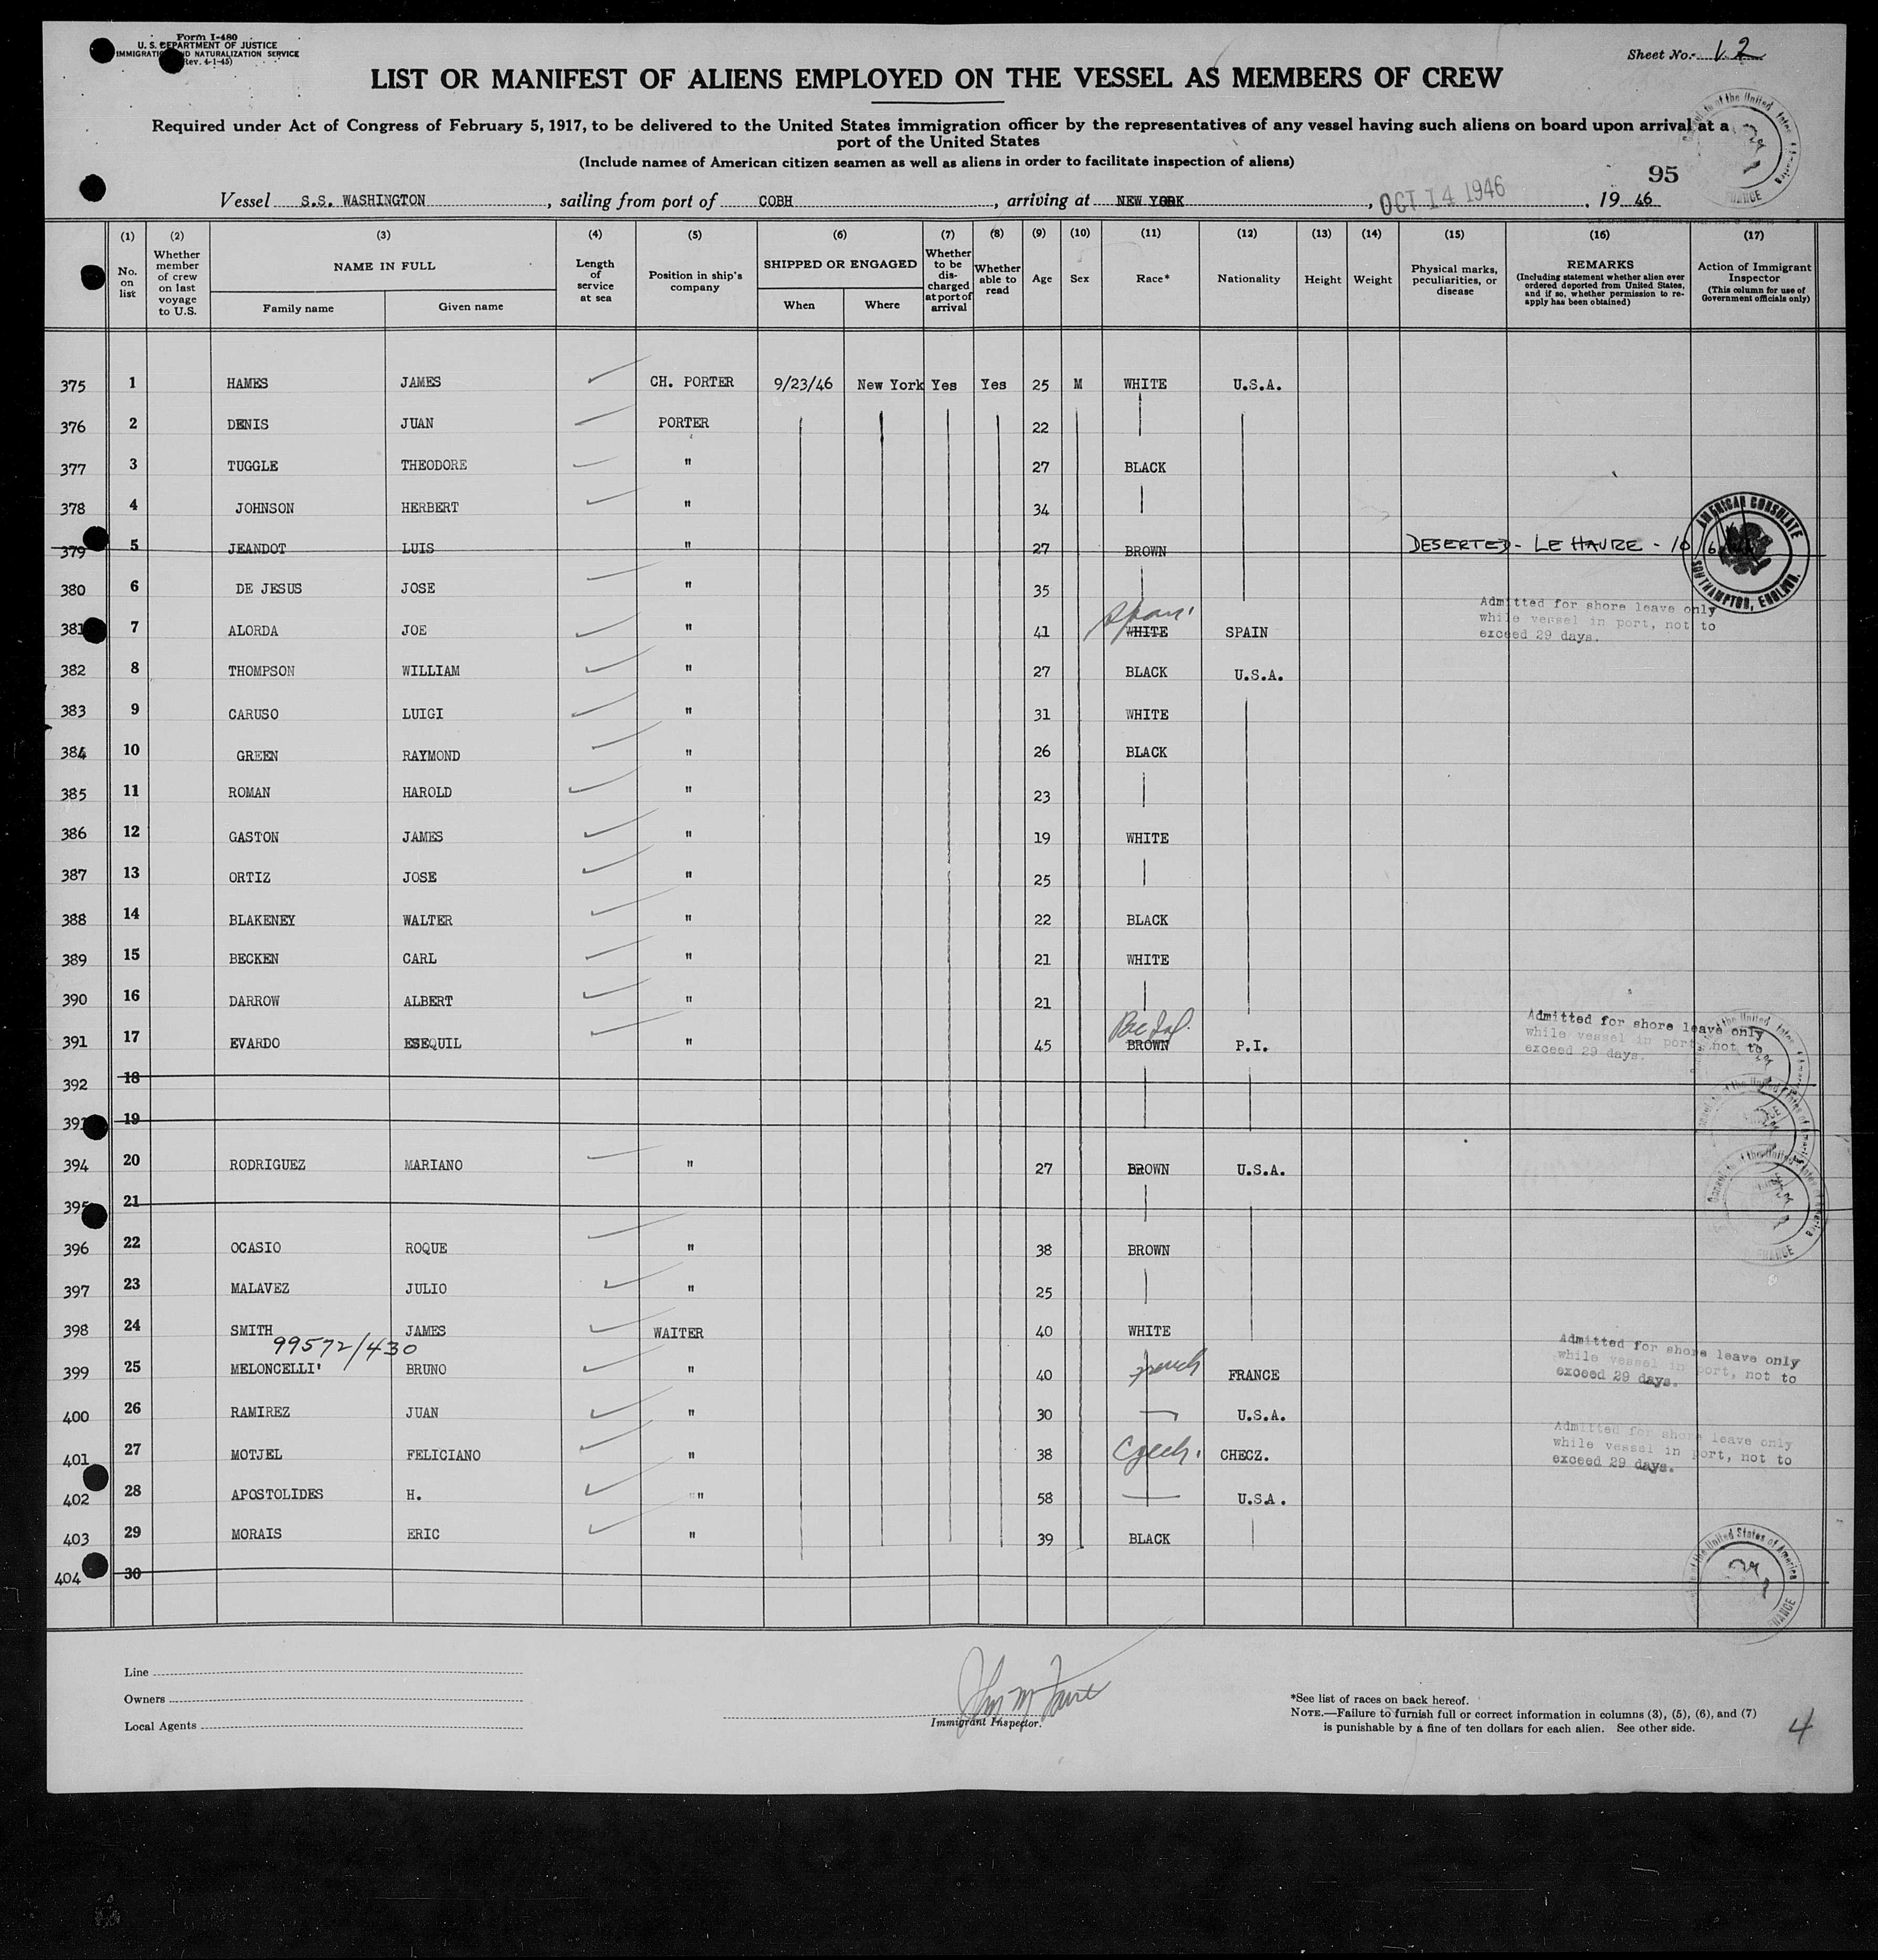 Form I-480
U. S. DEPARTMENT OF JUSTICE
IMMIGRATION AND NATURALIZATION SERVICE
(Rev. 4-1-45)
Sheet No. 12
LIST OR MANIFEST OF ALIENS EMPLOYED ON THE VESSEL AS MEMBERS OF CREW
Required under Act of Congress of February 5, 1917, to be delivered to the United States immigration officer by the representatives of any vessel having such aliens on board upon arrival at a
port of the United States
(Include names of American citizen seamen as well as aliens in order to facilitate inspection of aliens)
95
Vessel S.S. WASHINGTON, sailing from port of COBH, arriving at NEW YORK, OCT 14 1946, 19 46
(1) (2) (3) (4) (5) (6) (7) (8) (9) (10) (11) (12) (13) (14) (15) (16) (17)
No. on list
Whether member of crew on last voyage to U.S.
NAME IN FULL
Family name Given name
Length of service at sea
Position in ship's company
SHIPPED OR ENGAGED
When Where
Whether to be discharged at port of arrival
Whether able to read
Age Sex Race* Nationality Height Weight
Physical marks, peculiarities, or disease
REMARKS
(Including statement whether alien ever ordered deported from United States, and if so, whether permission to reapply has been obtained)
Action of Immigrant Inspector
(This column for use of Government officials only)
375 1 HAMES JAMES CH. PORTER 9/23/46 New York Yes Yes 25 M WHITE U.S.A.
376 2 DENIS JUAN PORTER 22
377 3 TUGGLE THEODORE " 27 BLACK
378 4 JOHNSON HERBERT " 34
379 5 JEANDOT LUIS " 27 BROWN DESERTED - LE HAVRE - 10/6
AMERICAN CONSULATE SOUTHAMPTON, ENGLAND.
380 6 DE JESUS JOSE " 35
381 7 ALORDA JOE " 41 WHITE Span. SPAIN Admitted for shore leave only
while vessel in port, not to
exceed 29 days.
382 8 THOMPSON WILLIAM " 27 BLACK U.S.A.
383 9 CARUSO LUIGI " 31 WHITE
384 10 GREEN RAYMOND " 26 BLACK
385 11 ROMAN HAROLD " 23
386 12 GASTON JAMES " 19 WHITE
387 13 ORTIZ JOSE " 25
388 14 BLAKENEY WALTER " 22 BLACK
389 15 BECKEN CARL " 21 WHITE
390 16 DARROW ALBERT " 21
391 17 EVARDO ESEQUIL " 45 BROWN P.I. Admitted for shore leave only
while vessel in port, not to
exceed 29 days.
392 18
393 19
394 20 RODRIGUEZ MARIANO " 27 BROWN U.S.A.
395 21
396 22 OCASIO ROQUE " 38 BROWN
397 23 MALAVEZ JULIO " 25
398 24 SMITH JAMES WAITER 40 WHITE
99572/430
399 25 MELONCELLI' BRUNO " 40 French FRANCE Admitted for shore leave only
while vessel in port, not to
exceed 29 days.
400 26 RAMIREZ JUAN " 30 U.S.A.
401 27 MOTJEL FELICIANO " 38 Czech. CHECZ. Admitted for shore leave only
while vessel in port, not to
exceed 29 days.
402 28 APOSTOLIDES H. " 58 U.S.A.
403 29 MORAIS ERIC " 39 BLACK
404 30
Line
Owners
Local Agents
Immigrant Inspector.
*See list of races on back hereof.
NOTE.—Failure to furnish full or correct information in columns (3), (5), (6), and (7)
is punishable by a fine of ten dollars for each alien. See other side.
4